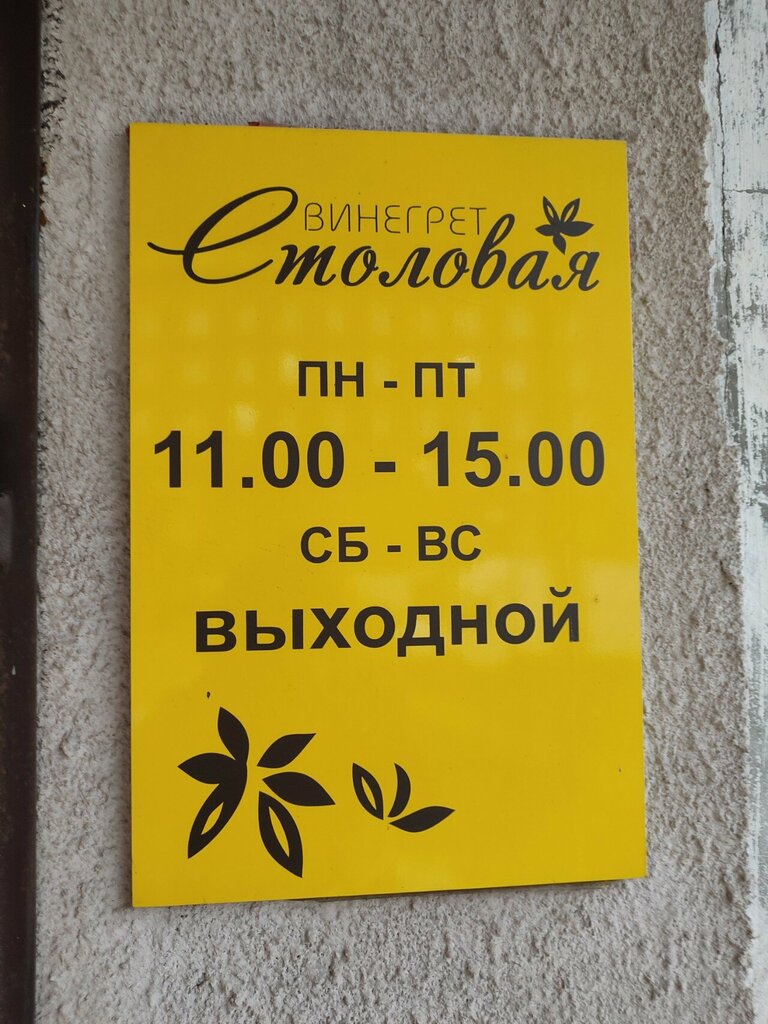 ВИНЕГРЕТ
Столовая
ПН - ПТ
11.00 - 15.00
СБ - ВС
ВЫХОДНОЙ